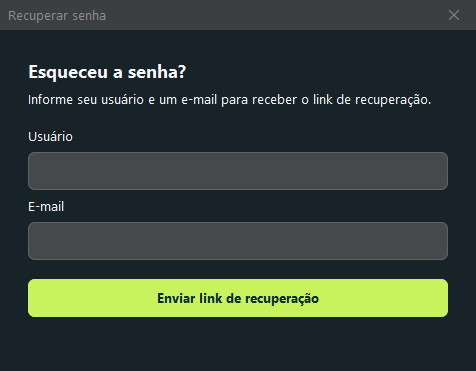 Recuperar senha
Esqueceu a senha?
Informe seu usuário e um e-mail para receber o link de recuperação.
Usuário
E-mail
Enviar link de recuperação